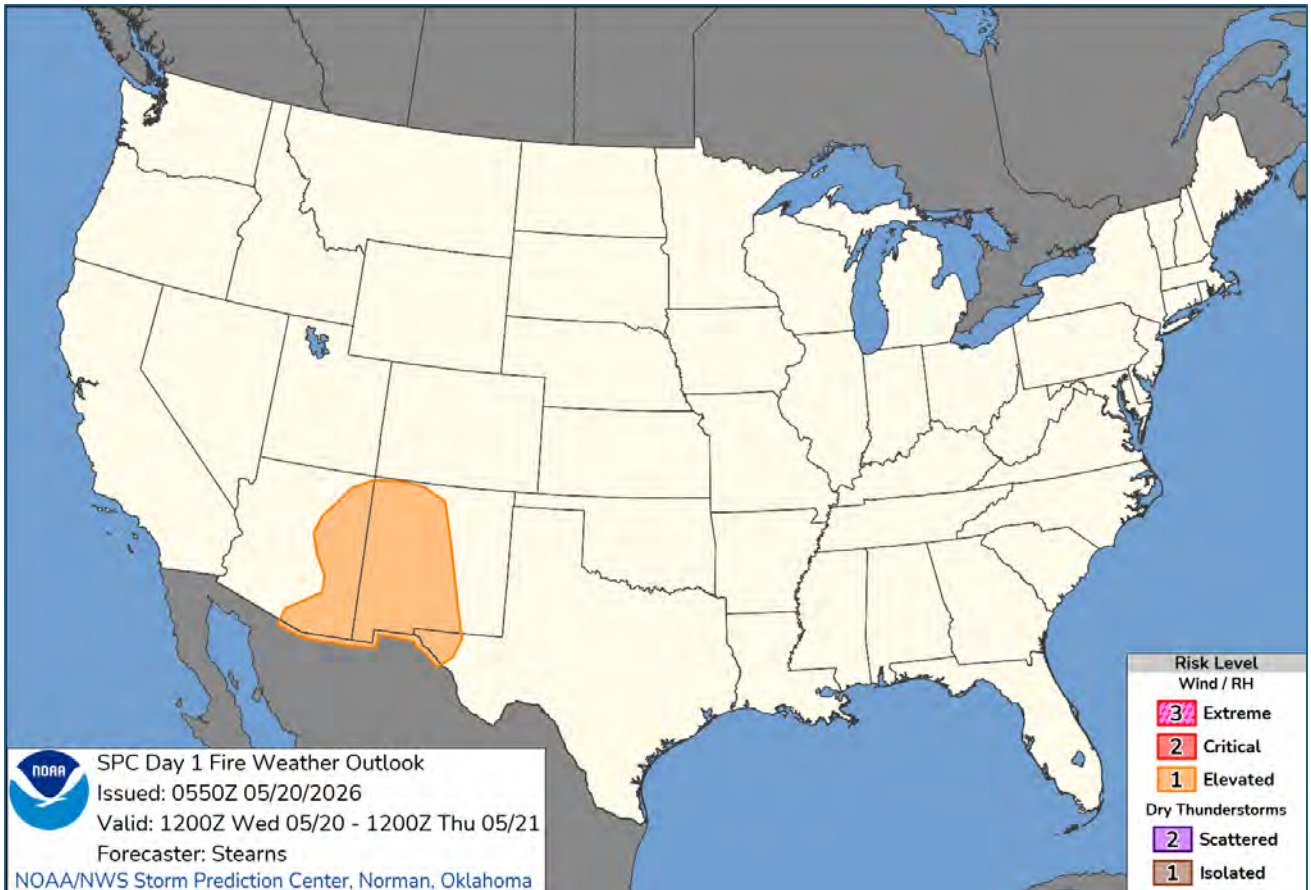 Risk Level
Wind / RH
3 Extreme
2 Critical
1 Elevated
Dry Thunderstorms
2 Scattered
1 Isolated
NOAA
SPC Day 1 Fire Weather Outlook
Issued: 0550Z 05/20/2026
Valid: 1200Z Wed 05/20 - 1200Z Thu 05/21
Forecaster: Stearns
NOAA/NWS Storm Prediction Center, Norman, Oklahoma